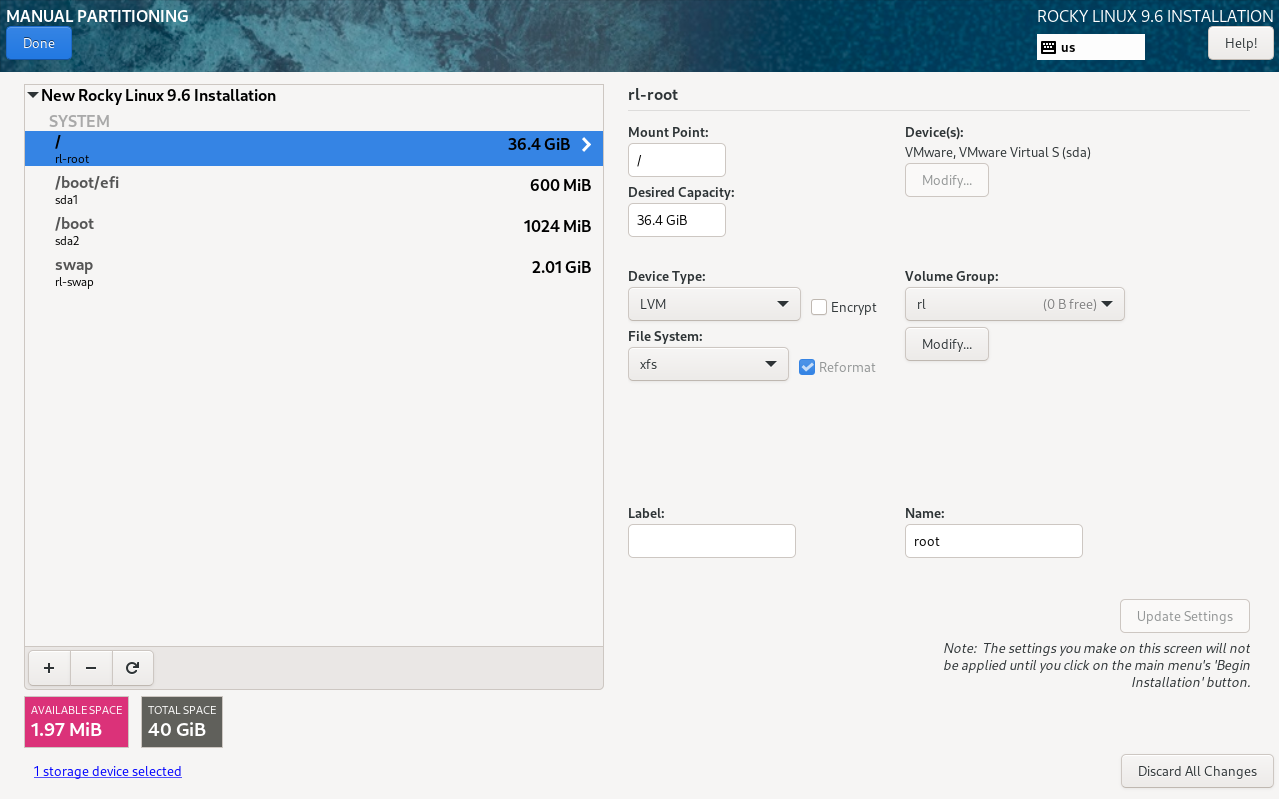 MANUAL PARTITIONING
ROCKY LINUX 9.6 INSTALLATION
Done
us
Help!
New Rocky Linux 9.6 Installation
SYSTEM
/ 36.4 GiB
rl-root
/boot/efi 600 MiB
sda1
/boot 1024 MiB
sda2
swap 2.01 GiB
rl-swap
+ −
AVAILABLE SPACE
1.97 MiB
TOTAL SPACE
40 GiB
1 storage device selected
rl-root
Mount Point:
/
Device(s):
VMware, VMware Virtual S (sda)
Modify...
Desired Capacity:
36.4 GiB
Device Type:
LVM
Encrypt
Volume Group:
rl (0 B free)
Modify...
File System:
xfs
Reformat
Label:
Name:
root
Update Settings
Note: The settings you make on this screen will not
be applied until you click on the main menu's 'Begin
Installation' button.
Discard All Changes